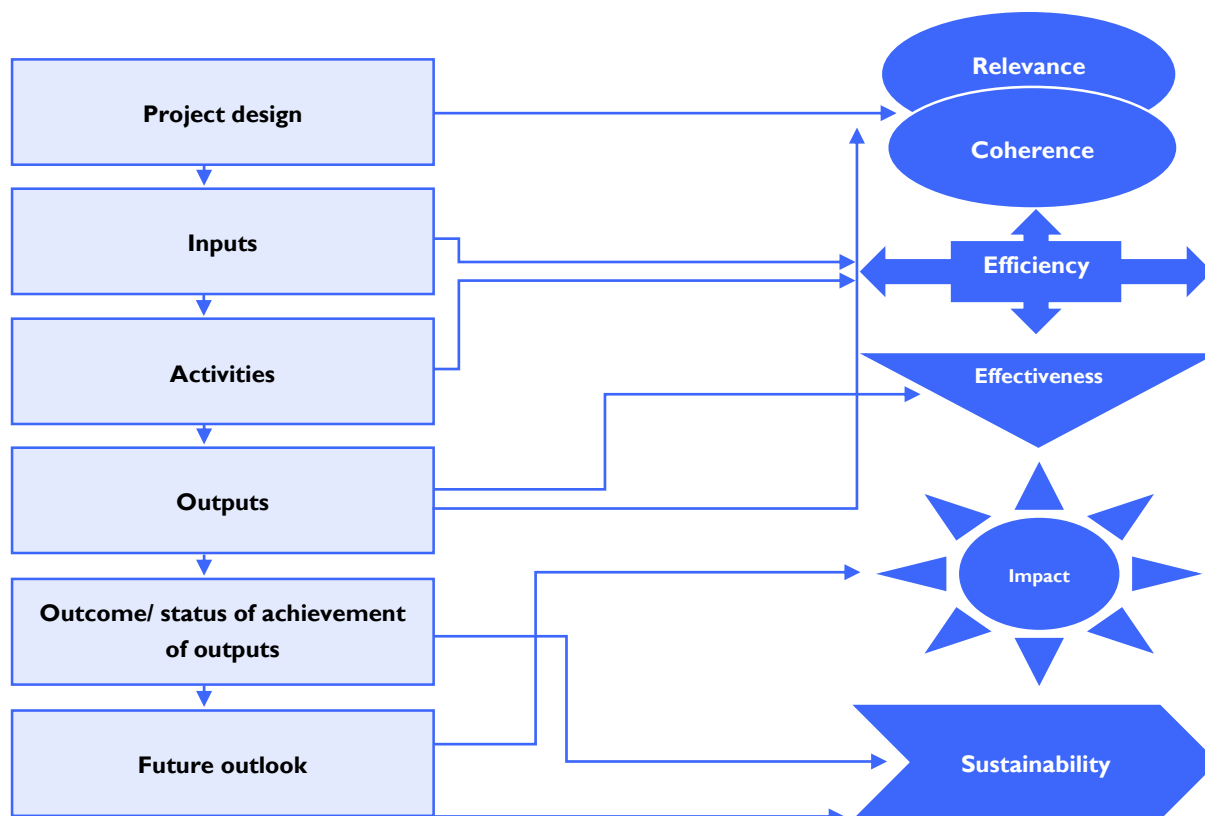 Project design
Inputs
Activities
Outputs
Outcome/ status of achievement
of outputs
Future outlook
Relevance
Coherence
Efficiency
Effectiveness
Impact
Sustainability